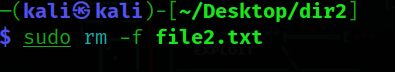 ─(kali㉿kali)-[~/Desktop/dir2]
$ sudo rm -f file2.txt